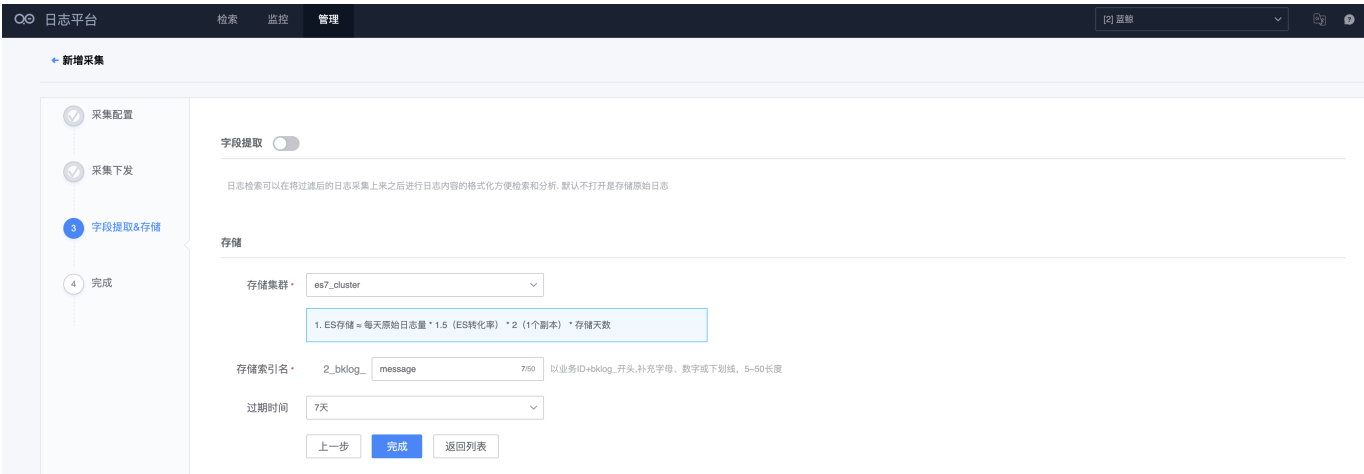 日志平台 检索 监控 管理 [2] 蓝鲸
新增采集
采集配置
采集下发
3 字段提取&存储
4 完成
字段提取
日志检索可以在将过滤后的日志采集上来之后进行日志内容的格式化方便检索和分析. 默认不打开是存储原始日志
存储
存储集群 * es7_cluster
1. ES存储 ≈ 每天原始日志量 * 1.5（ES转化率） * 2（1个副本） * 存储天数
存储索引名 * 2_bklog_ message 7/50 以业务ID+bklog_开头,补充字母、数字或下划线，5~50长度
过期时间 7天
上一步 完成 返回列表